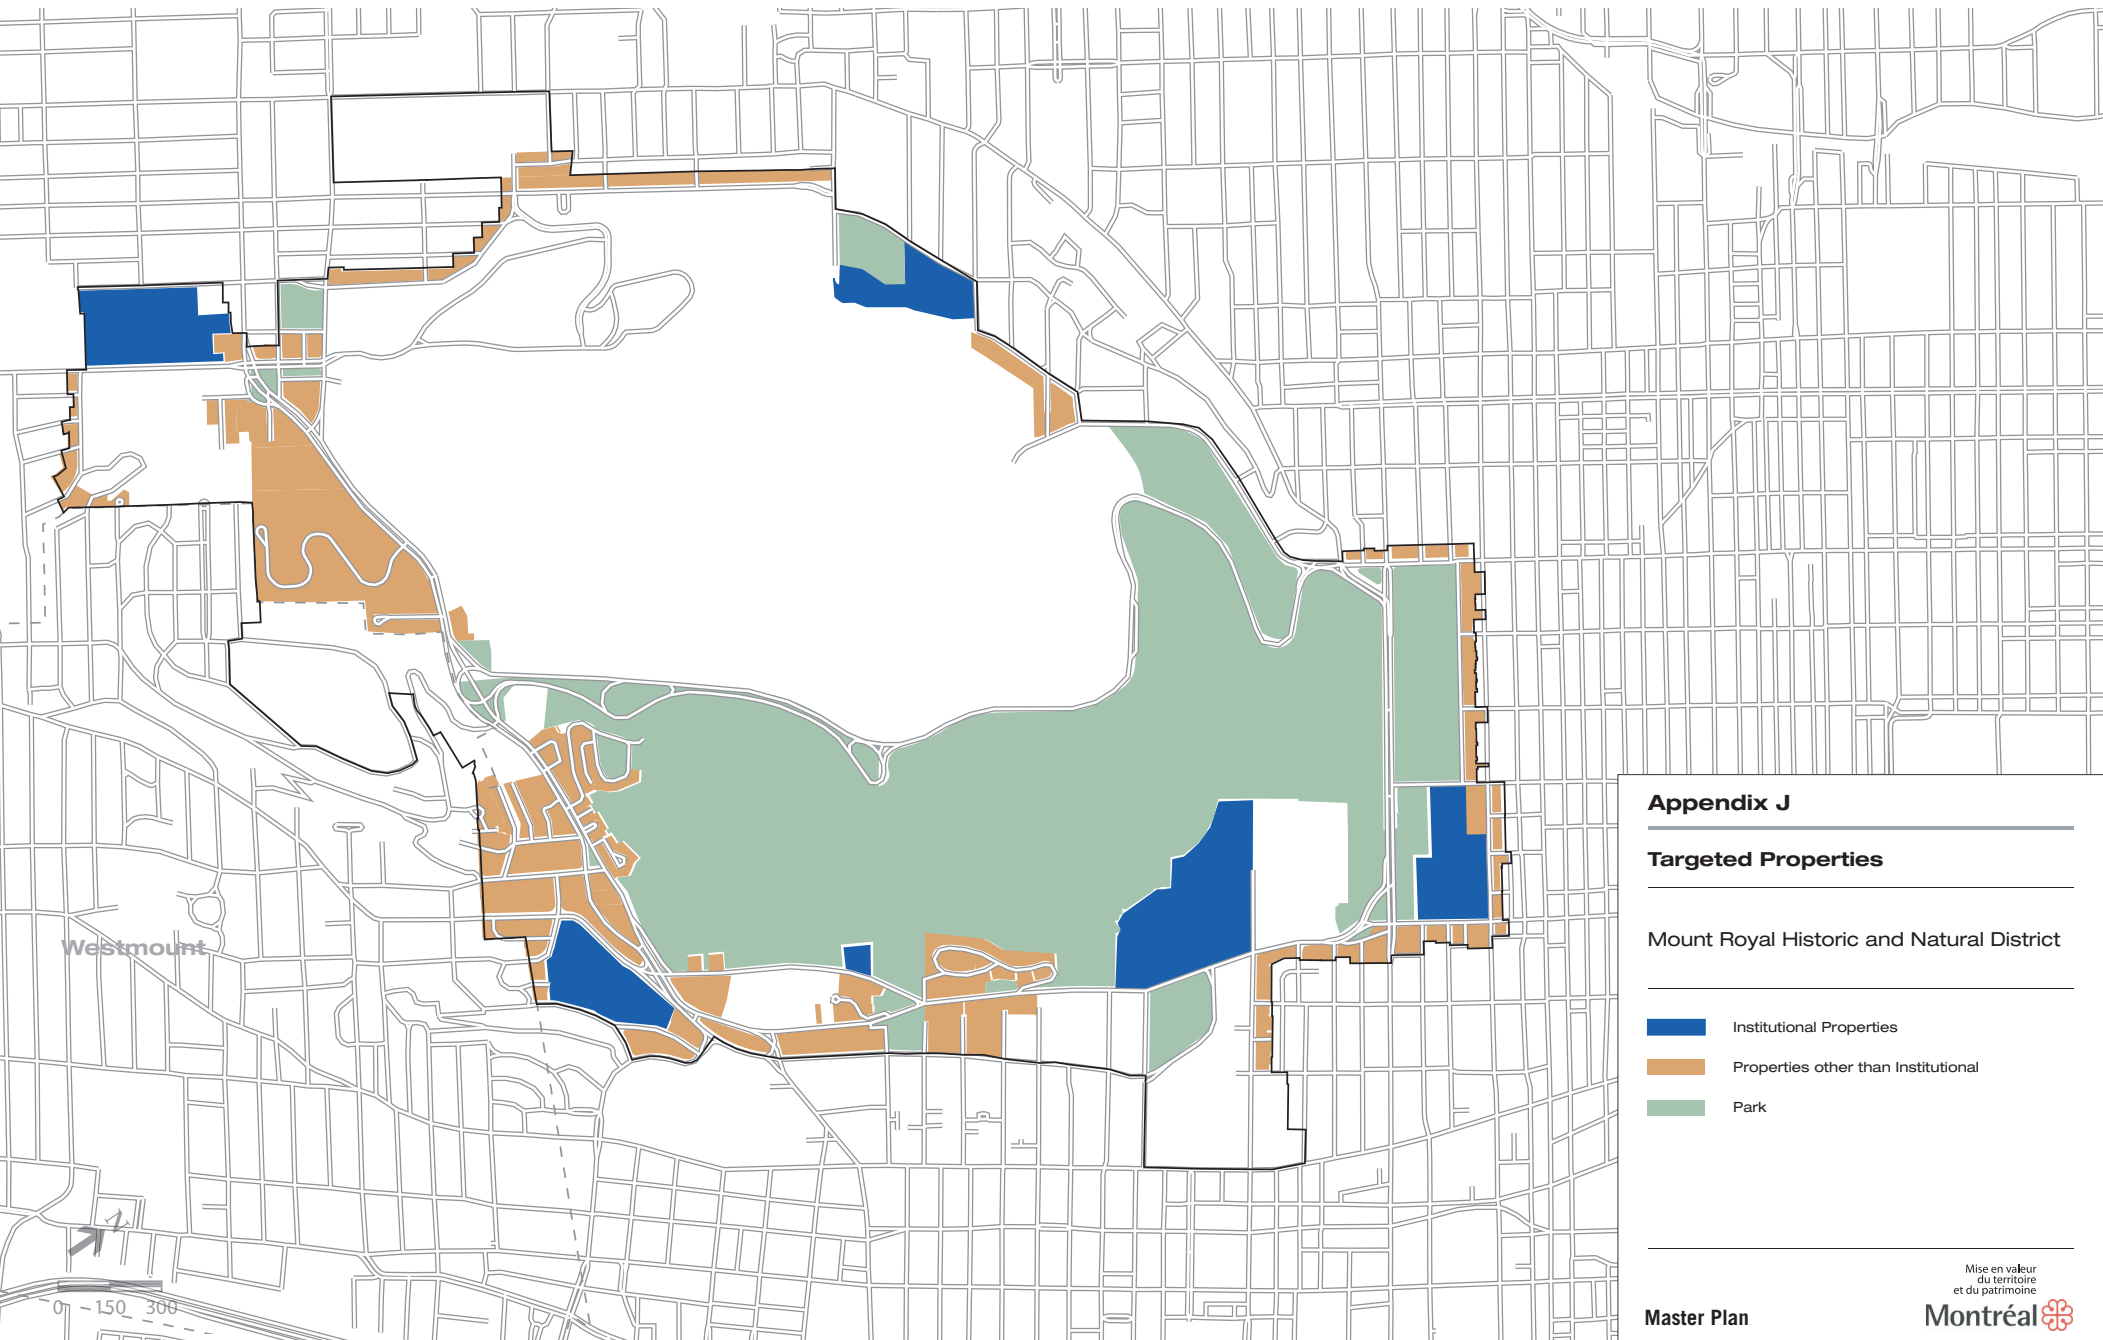 Westmount
N
0 150 300
Appendix J
Targeted Properties
Mount Royal Historic and Natural District
Institutional Properties
Properties other than Institutional
Park
Master Plan
Mise en valeur
du territoire
et du patrimoine
Montréal